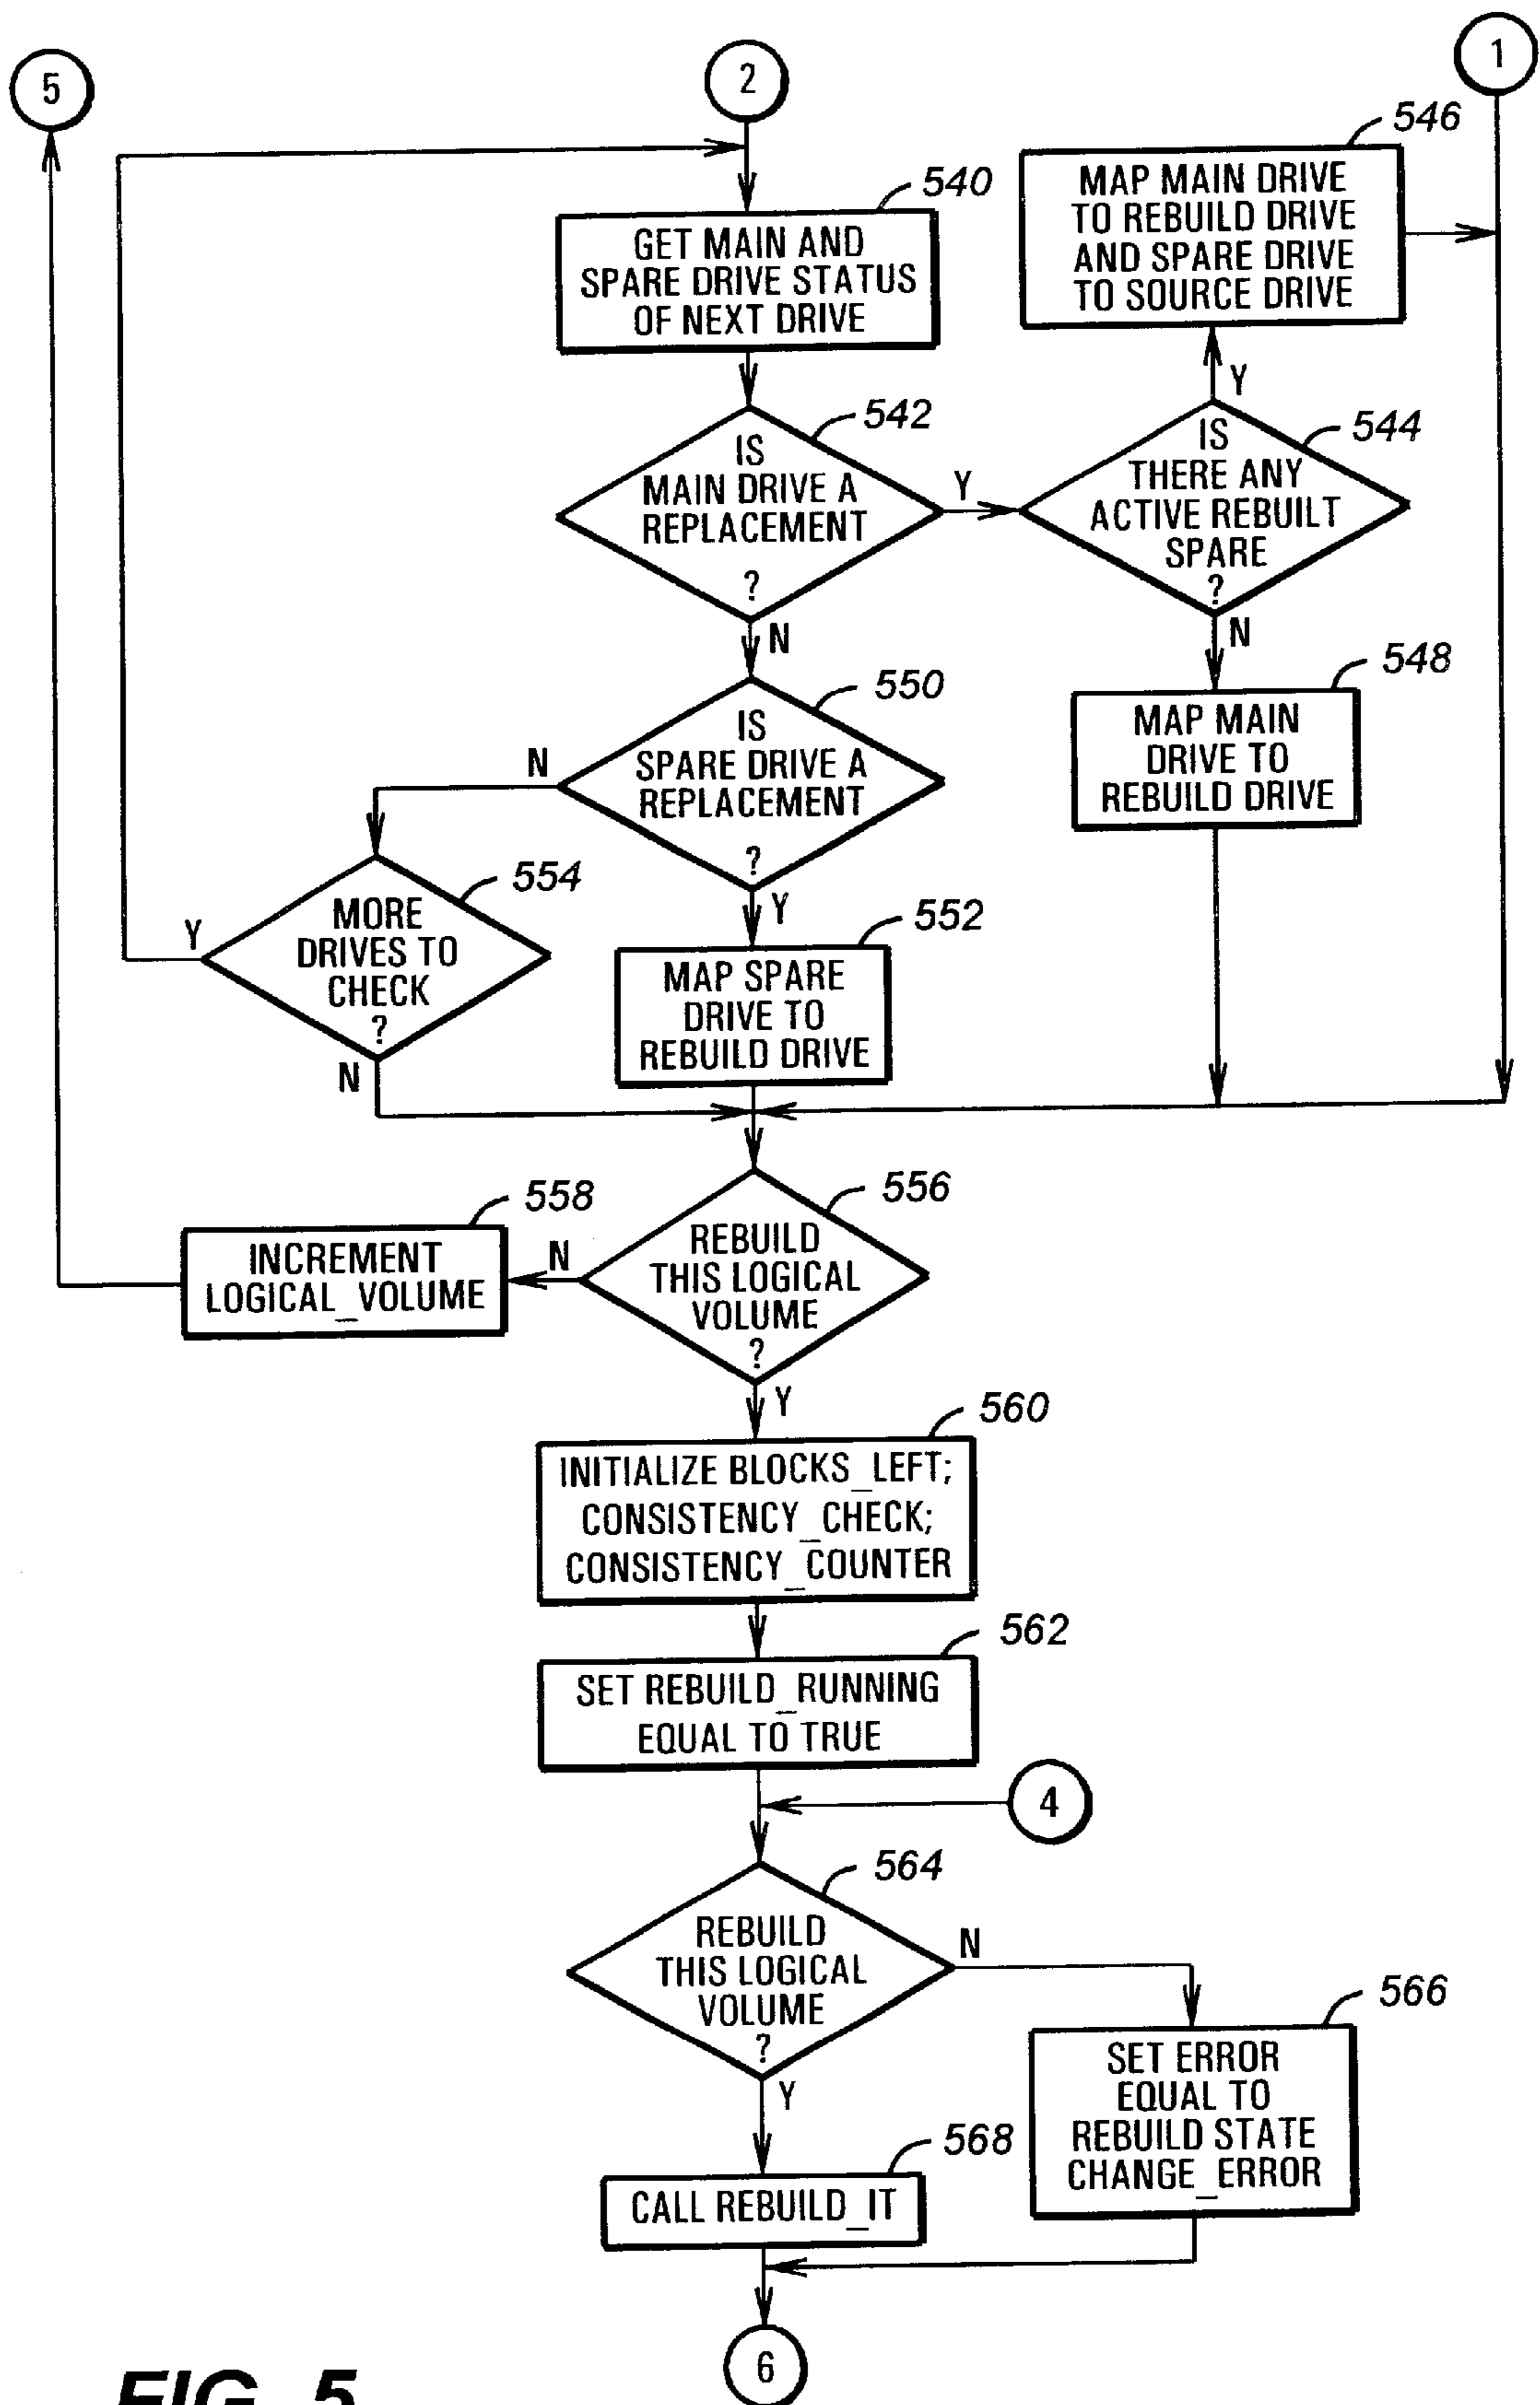 5
2
1
546
MAP MAIN DRIVE
TO REBUILD DRIVE
AND SPARE DRIVE
TO SOURCE DRIVE
540
GET MAIN AND
SPARE DRIVE STATUS
OF NEXT DRIVE
Y
542
IS
MAIN DRIVE A
REPLACEMENT
?
Y
544
IS
THERE ANY
ACTIVE REBUILT
SPARE
?
N
N
548
MAP MAIN
DRIVE TO
REBUILD DRIVE
550
IS
SPARE DRIVE A
REPLACEMENT
?
N
Y
554
MORE
DRIVES TO
CHECK
?
Y
N
552
MAP SPARE
DRIVE TO
REBUILD DRIVE
556
REBUILD
THIS LOGICAL
VOLUME
?
N
558
INCREMENT
LOGICAL_VOLUME
Y
560
INITIALIZE BLOCKS_LEFT;
CONSISTENCY_CHECK;
CONSISTENCY_COUNTER
562
SET REBUILD_RUNNING
EQUAL TO TRUE
4
564
REBUILD
THIS LOGICAL
VOLUME
?
N
Y
566
SET ERROR
EQUAL TO
REBUILD STATE
CHANGE_ERROR
568
CALL REBUILD_IT
6
FIG. 5